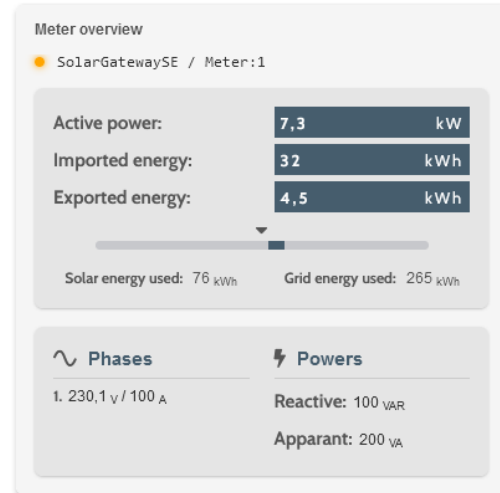 Meter overview
SolarGatewaySE / Meter:1
Active power: 7,3 kW
Imported energy: 32 kWh
Exported energy: 4,5 kWh
Solar energy used: 76 kWh Grid energy used: 265 kWh
Phases Powers
1. 230,1 V / 100 A
Reactive: 100 VAR
Apparant: 200 VA